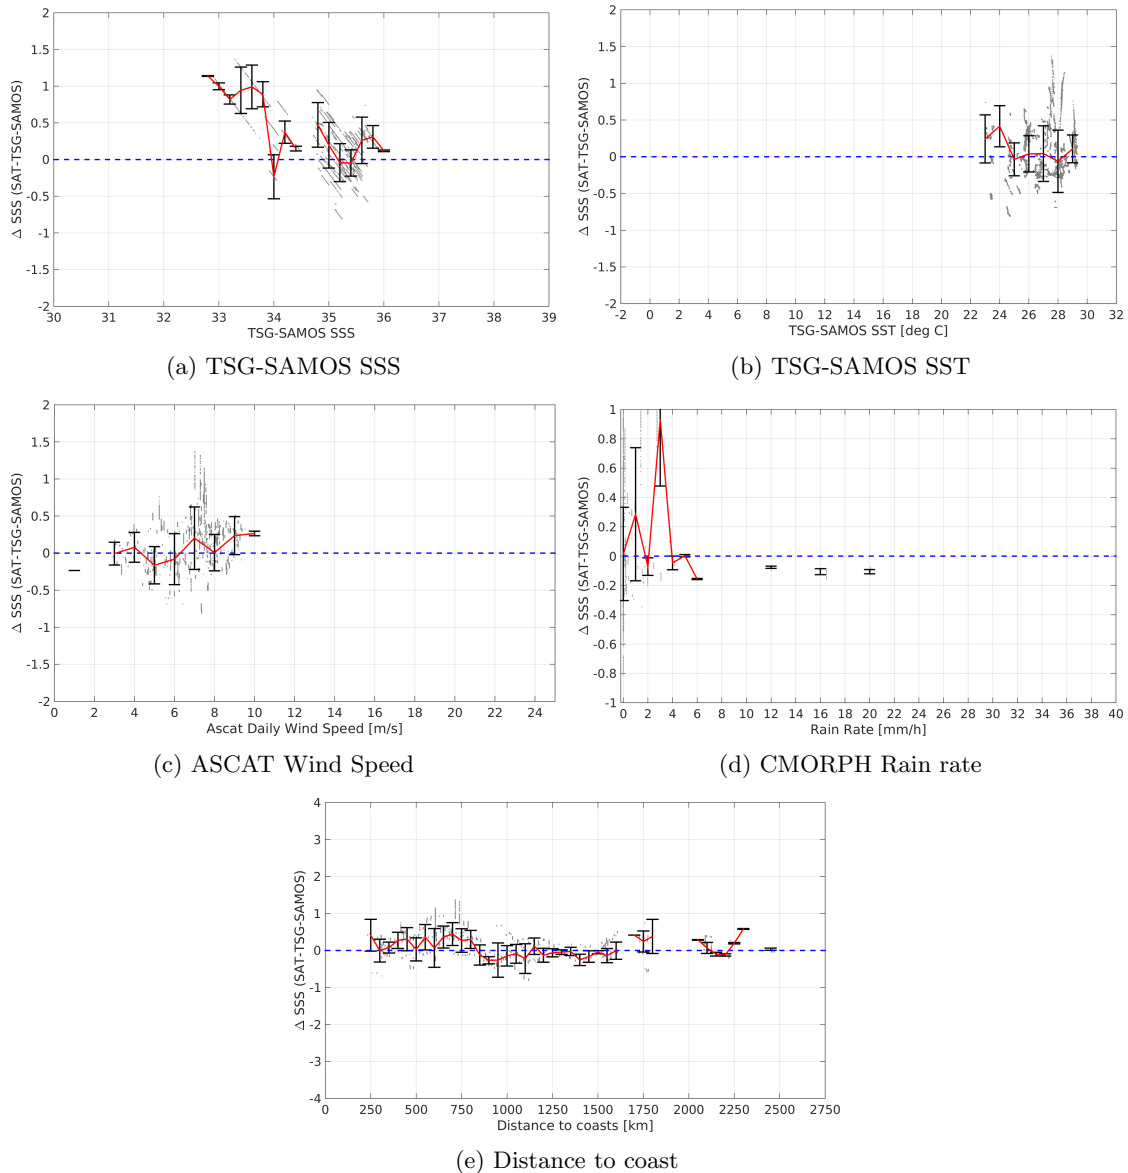 Δ SSS (SAT-TSG-SAMOS)
2
1.5
1
0.5
0
-0.5
-1
-1.5
-2
30 31 32 33 34 35 36 37 38 39
TSG-SAMOS SSS
(a) TSG-SAMOS SSS
Δ SSS (SAT-TSG-SAMOS)
2
1.5
1
0.5
0
-0.5
-1
-1.5
-2
-2 0 2 4 6 8 10 12 14 16 18 20 22 24 26 28 30 32
TSG-SAMOS SST [deg C]
(b) TSG-SAMOS SST
Δ SSS (SAT-TSG-SAMOS)
2
1.5
1
0.5
0
-0.5
-1
-1.5
-2
0 2 4 6 8 10 12 14 16 18 20 22 24
Ascat Daily Wind Speed [m/s]
(c) ASCAT Wind Speed
Δ SSS (SAT-TSG-SAMOS)
1
0.8
0.6
0.4
0.2
0
-0.2
-0.4
-0.6
-0.8
-1
0 2 4 6 8 10 12 14 16 18 20 22 24 26 28 30 32 34 36 38 40
Rain Rate [mm/h]
(d) CMORPH Rain rate
Δ SSS (SAT-TSG-SAMOS)
4
3
2
1
0
-1
-2
-3
-4
0 250 500 750 1000 1250 1500 1750 2000 2250 2500 2750
Distance to coasts [km]
(e) Distance to coast